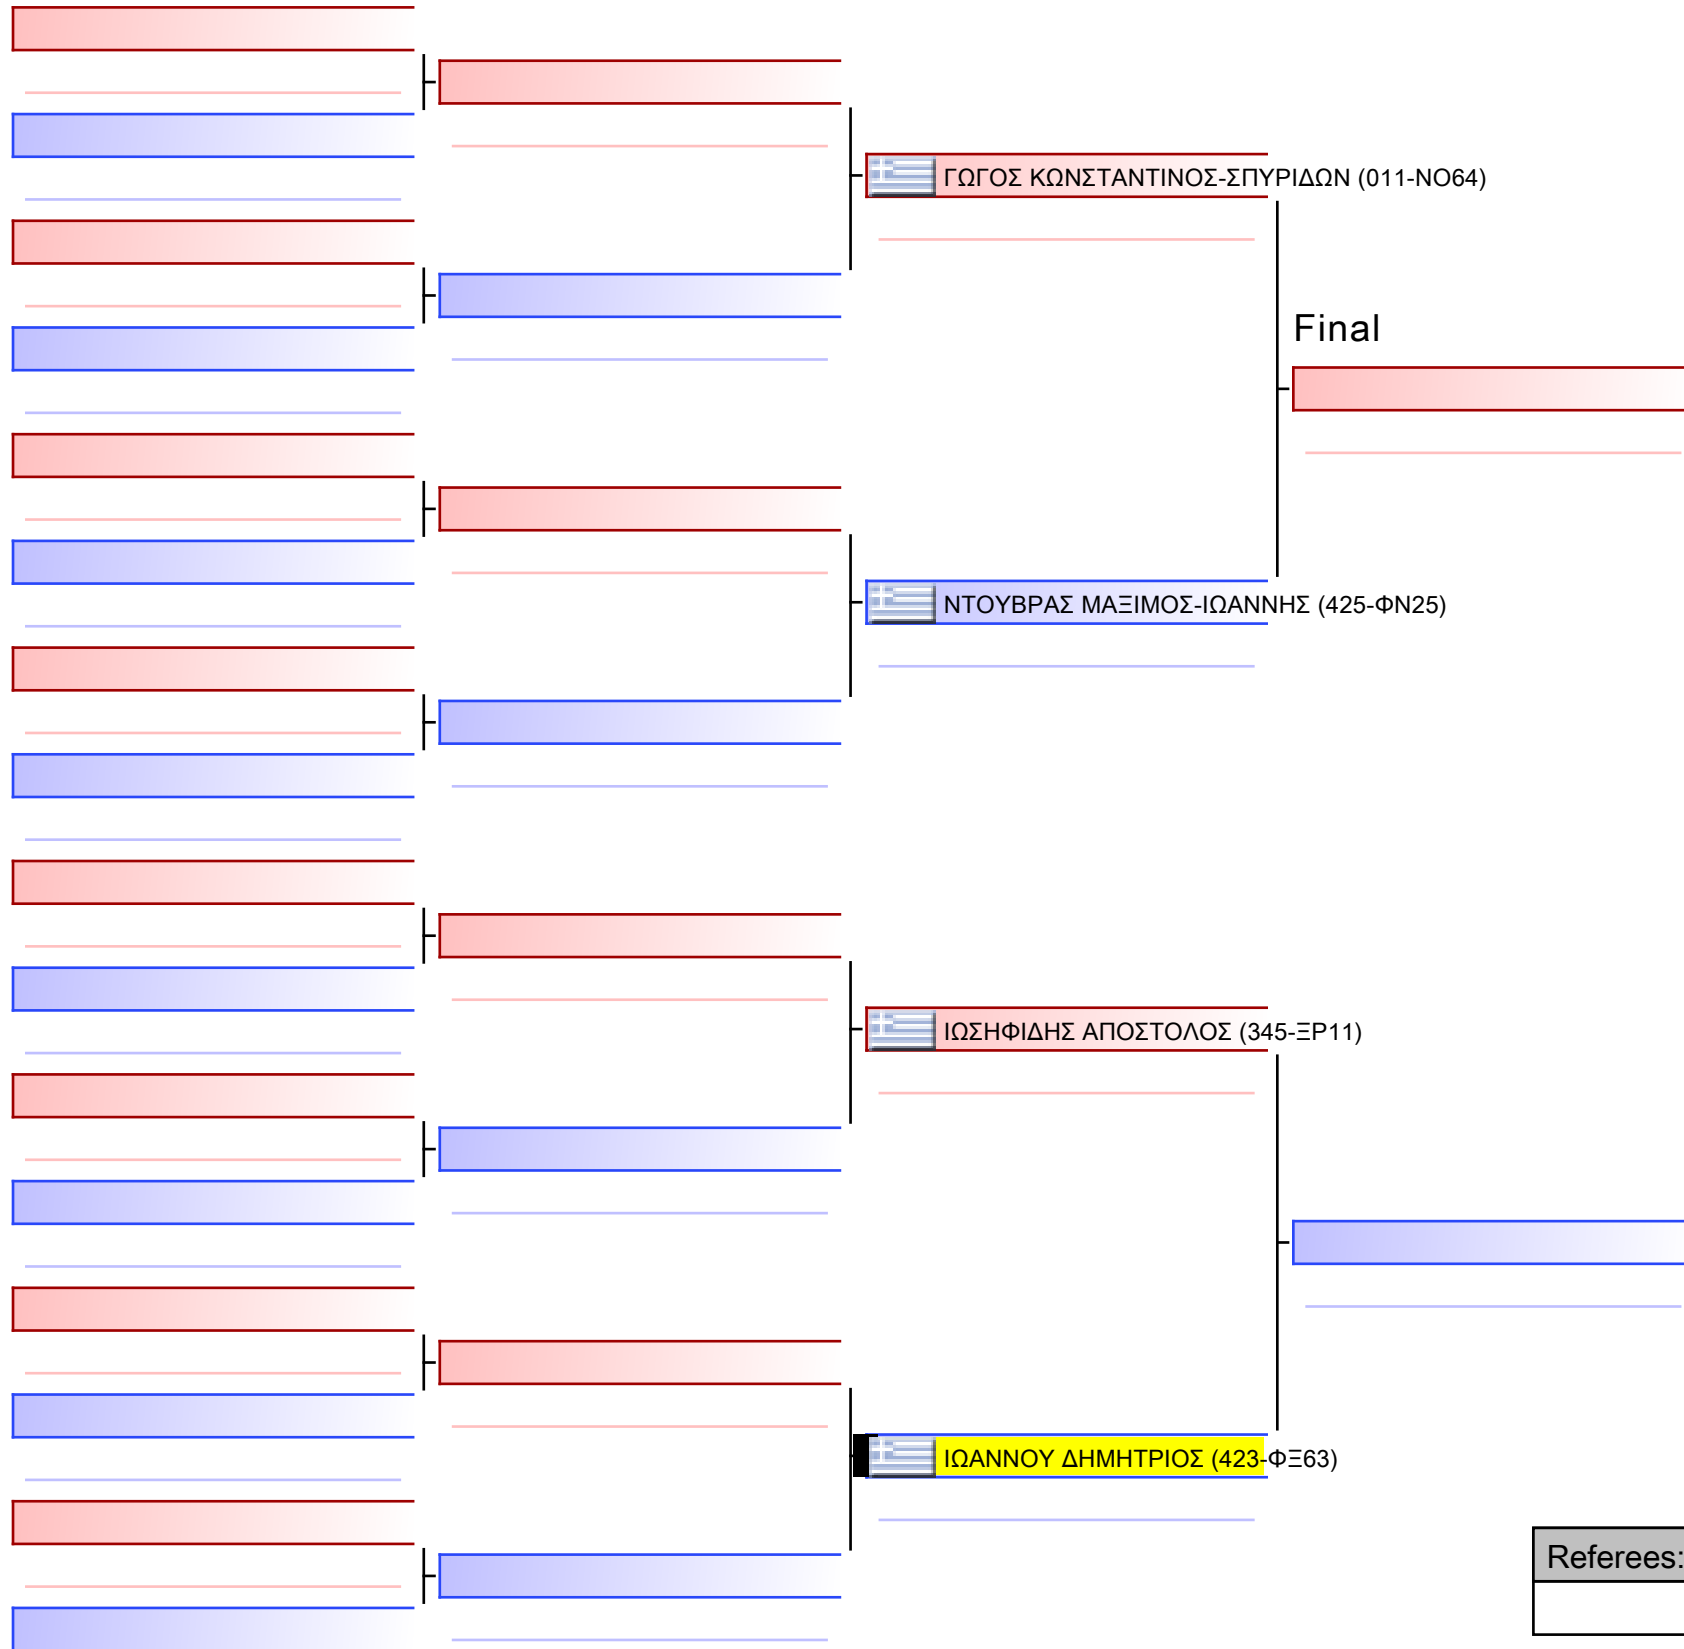 ΓΩΓΟΣ ΚΩΝΣΤΑΝΤΙΝΟΣ-ΣΠΥΡΙΔΩΝ (011-ΝΟ64)
Final
ΝΤΟΥΒΡΑΣ ΜΑΞΙΜΟΣ-ΙΩΑΝΝΗΣ (425-ΦΝ25)
ΙΩΣΗΦΙΔΗΣ ΑΠΟΣΤΟΛΟΣ (345-ΞΡ11)
ΙΩΑΝΝΟΥ ΔΗΜΗΤΡΙΟΣ (423-ΦΞ63)
Referees: